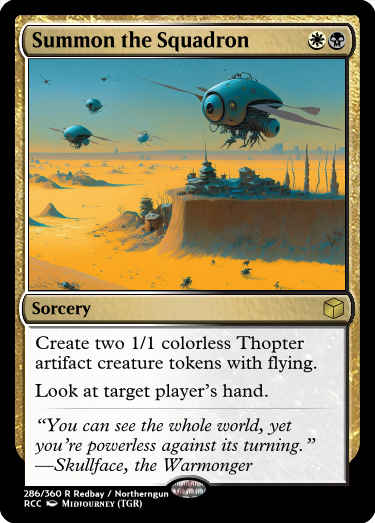 Summon the Squadron
Sorcery
Create two 1/1 colorless Thopter
artifact creature tokens with flying.
Look at target player's hand.
“You can see the whole world, yet
you're powerless against its turning.”
—Skullface, the Warmonger
286/360 R Redbay / Northerngun
RCC Midjourney (TGR)